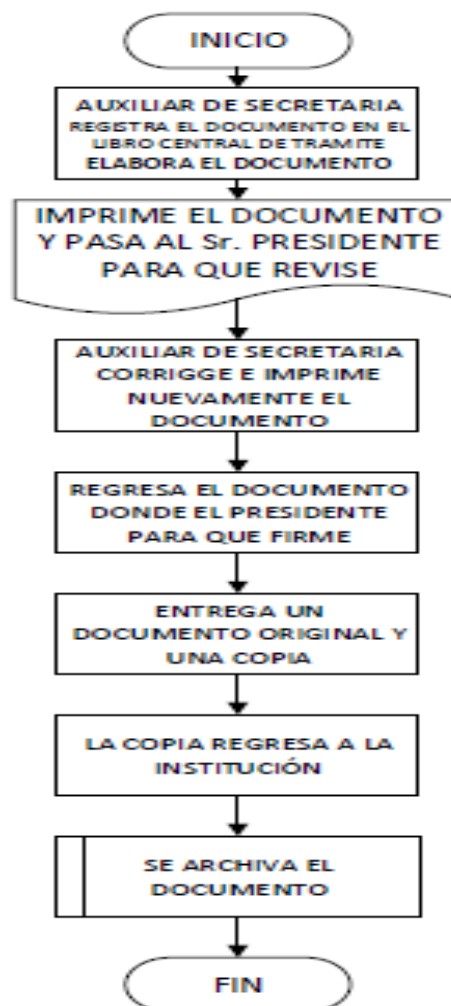 INICIO
AUXILIAR DE SECRETARIA
REGISTRA EL DOCUMENTO EN EL
LIBRO CENTRAL DE TRAMITE
ELABORA EL DOCUMENTO
IMPRIME EL DOCUMENTO
Y PASA AL Sr. PRESIDENTE
PARA QUE REVISE
AUXILIAR DE SECRETARIA
CORRIGGE E IMPRIME
NUEVAMENTE EL
DOCUMENTO
REGRESA EL DOCUMENTO
DONDE EL PRESIDENTE
PARA QUE FIRME
ENTREGA UN
DOCUMENTO ORIGINAL Y
UNA COPIA
LA COPIA REGRESA A LA
INSTITUCIÓN
SE ARCHIVA EL
DOCUMENTO
FIN